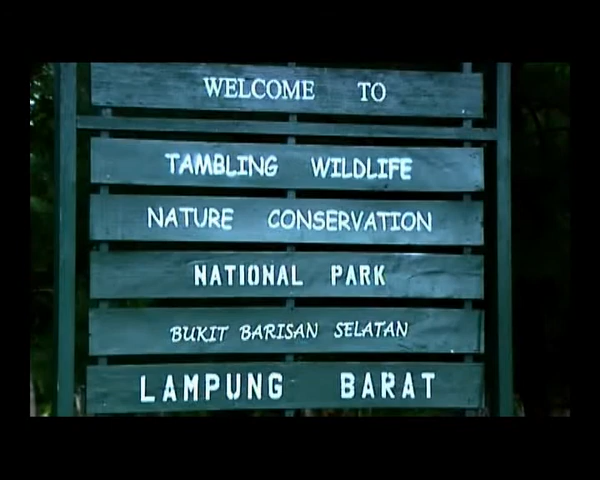 WELCOME TO
TAMBLING WILDLIFE
NATURE CONSERVATION
NATIONAL PARK
BUKIT BARISAN SELATAN
LAMPUNG BARAT